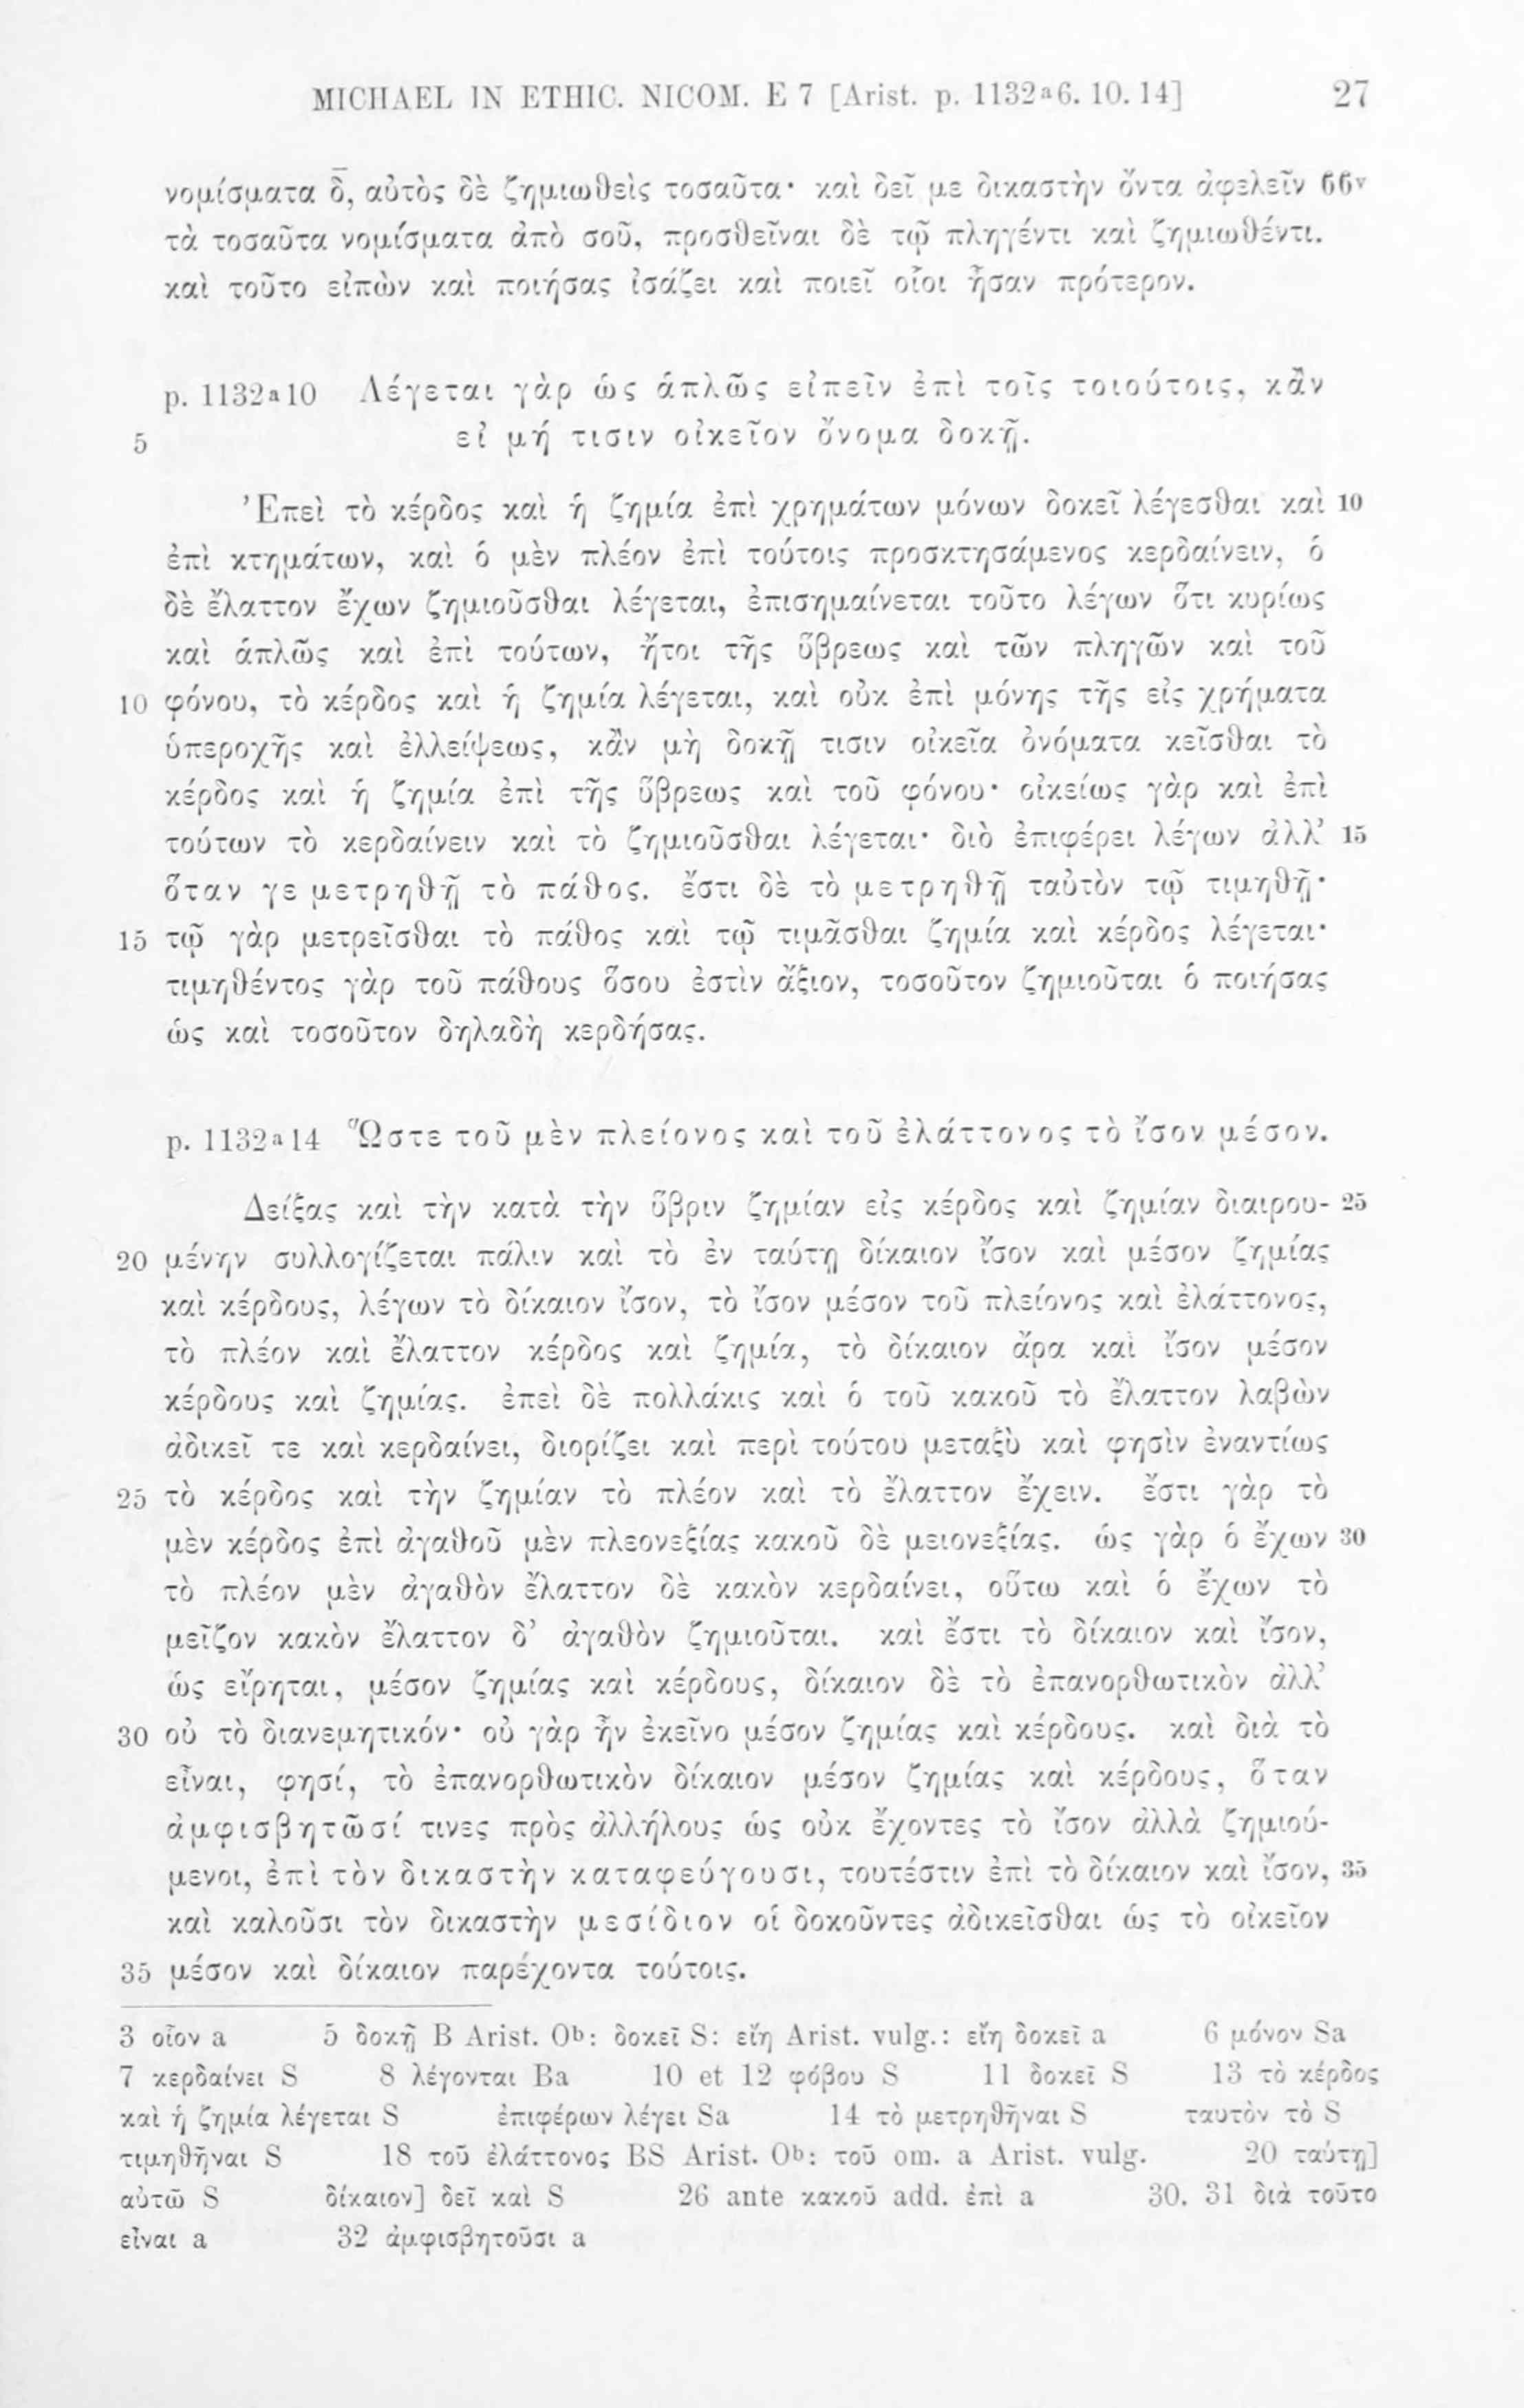 MICHAEL IN ETHIC. NICOM. E 7 [Arist. p. 1132a6. 10. 14] 27
νομίσματα δ̄, αὐτὸς δὲ ζημιωθεὶς τοσαῦτα· καὶ δεῖ με δικαστὴν ὄντα ἀφελεῖν 66v
τὰ τοσαῦτα νομίσματα ἀπὸ σοῦ, προσθεῖναι δὲ τῷ πληγέντι καὶ ζημιωθέντι.
καὶ τοῦτο εἰπὼν καὶ ποιήσας ἰσάζει καὶ ποιεῖ οἷοι ἦσαν πρότερον.
p. 1132a10 Λέγεται γὰρ ὡς ἁπλῶς εἰπεῖν ἐπὶ τοῖς τοιούτοις, κἂν
5 εἰ μή τισιν οἰκεῖον ὄνομα δοκῇ.
Ἐπεὶ τὸ κέρδος καὶ ἡ ζημία ἐπὶ χρημάτων μόνων δοκεῖ λέγεσθαι καὶ 10
ἐπὶ κτημάτων, καὶ ὁ μὲν πλέον ἐπὶ τούτοις προσκτησάμενος κερδαίνειν, ὁ
δὲ ἔλαττον ἔχων ζημιοῦσθαι λέγεται, ἐπισημαίνεται τοῦτο λέγων ὅτι κυρίως
καὶ ἁπλῶς καὶ ἐπὶ τούτων, ἤτοι τῆς ὕβρεως καὶ τῶν πληγῶν καὶ τοῦ
10 φόνου, τὸ κέρδος καὶ ἡ ζημία λέγεται, καὶ οὐκ ἐπὶ μόνης τῆς εἰς χρήματα
ὑπεροχῆς καὶ ἐλλείψεως, κἂν μὴ δοκῇ τισιν οἰκεῖα ὀνόματα κεῖσθαι τὸ
κέρδος καὶ ἡ ζημία ἐπὶ τῆς ὕβρεως καὶ τοῦ φόνου· οἰκείως γὰρ καὶ ἐπὶ
τούτων τὸ κερδαίνειν καὶ τὸ ζημιοῦσθαι λέγεται· διὸ ἐπιφέρει λέγων ἀλλ’ 15
ὅταν γε μετρηθῇ τὸ πάθος. ἔστι δὲ τὸ μετρηθῇ ταὐτὸν τῷ τιμηθῇ·
15 τῷ γὰρ μετρεῖσθαι τὸ πάθος καὶ τῷ τιμᾶσθαι ζημία καὶ κέρδος λέγεται·
τιμηθέντος γὰρ τοῦ πάθους ὅσου ἐστὶν ἄξιον, τοσοῦτον ζημιοῦται ὁ ποιήσας
ὡς καὶ τοσοῦτον δηλαδὴ κερδήσας.
p. 1132a14 Ὥστε τοῦ μὲν πλείονος καὶ τοῦ ἐλάττονος τὸ ἴσον μέσον.
Δείξας καὶ τὴν κατὰ τὴν ὕβριν ζημίαν εἰς κέρδος καὶ ζημίαν διαιρου- 25
20 μένην συλλογίζεται πάλιν καὶ τὸ ἐν ταύτῃ δίκαιον ἴσον καὶ μέσον ζημίας
καὶ κέρδους, λέγων τὸ δίκαιον ἴσον, τὸ ἴσον μέσον τοῦ πλείονος καὶ ἐλάττονος,
τὸ πλέον καὶ ἔλαττον κέρδος καὶ ζημία, τὸ δίκαιον ἄρα καὶ ἴσον μέσον
κέρδους καὶ ζημίας. ἐπεὶ δὲ πολλάκις καὶ ὁ τοῦ κακοῦ τὸ ἔλαττον λαβὼν
ἀδικεῖ τε καὶ κερδαίνει, διορίζει καὶ περὶ τούτου μεταξὺ καὶ φησὶν ἐναντίως
25 τὸ κέρδος καὶ τὴν ζημίαν τὸ πλέον καὶ τὸ ἔλαττον ἔχειν. ἔστι γὰρ τὸ
μὲν κέρδος ἐπὶ ἀγαθοῦ μὲν πλεονεξίας κακοῦ δὲ μειονεξίας. ὡς γὰρ ὁ ἔχων 30
τὸ πλέον μὲν ἀγαθὸν ἔλαττον δὲ κακὸν κερδαίνει, οὕτω καὶ ὁ ἔχων τὸ
μεῖζον κακὸν ἔλαττον δ’ ἀγαθὸν ζημιοῦται. καὶ ἔστι τὸ δίκαιον καὶ ἴσον,
ὡς εἴρηται, μέσον ζημίας καὶ κέρδους, δίκαιον δὲ τὸ ἐπανορθωτικὸν ἀλλ’
30 οὐ τὸ διανεμητικόν· οὐ γὰρ ἦν ἐκεῖνο μέσον ζημίας καὶ κέρδους. καὶ διὰ τὸ
εἶναι, φησί, τὸ ἐπανορθωτικὸν δίκαιον μέσον ζημίας καὶ κέρδους, ὅταν
ἀμφισβητῶσί τινες πρὸς ἀλλήλους ὡς οὐκ ἔχοντες τὸ ἴσον ἀλλὰ ζημιού-
μενοι, ἐπὶ τὸν δικαστὴν καταφεύγουσι, τουτέστιν ἐπὶ τὸ δίκαιον καὶ ἴσον, 35
καὶ καλοῦσι τὸν δικαστὴν μεσίδιον οἱ δοκοῦντες ἀδικεῖσθαι ὡς τὸ οἰκεῖον
35 μέσον καὶ δίκαιον παρέχοντα τούτοις.
3 οἷον a 5 δοκῇ B Arist. Ob: δοκεῖ S: εἴη Arist. vulg.: εἴη δοκεῖ a 6 μόνον Sa
7 κερδαίνει S 8 λέγονται Ba 10 et 12 φόβου S 11 δοκεῖ S 13 τὸ κέρδος
καὶ ἡ ζημία λέγεται S ἐπιφέρων λέγει Sa 14 τὸ μετρηθῆναι S ταυτὸν τὸ S
τιμηθῆναι S 18 τοῦ ἐλάττονος BS Arist. Ob: τοῦ om. a Arist. vulg. 20 ταύτῃ]
αὐτῶ S δίκαιον] δεῖ καὶ S 26 ante κακοῦ add. ἐπὶ a 30. 31 διὰ τοῦτο
εἶναι a 32 ἀμφισβητοῦσι a